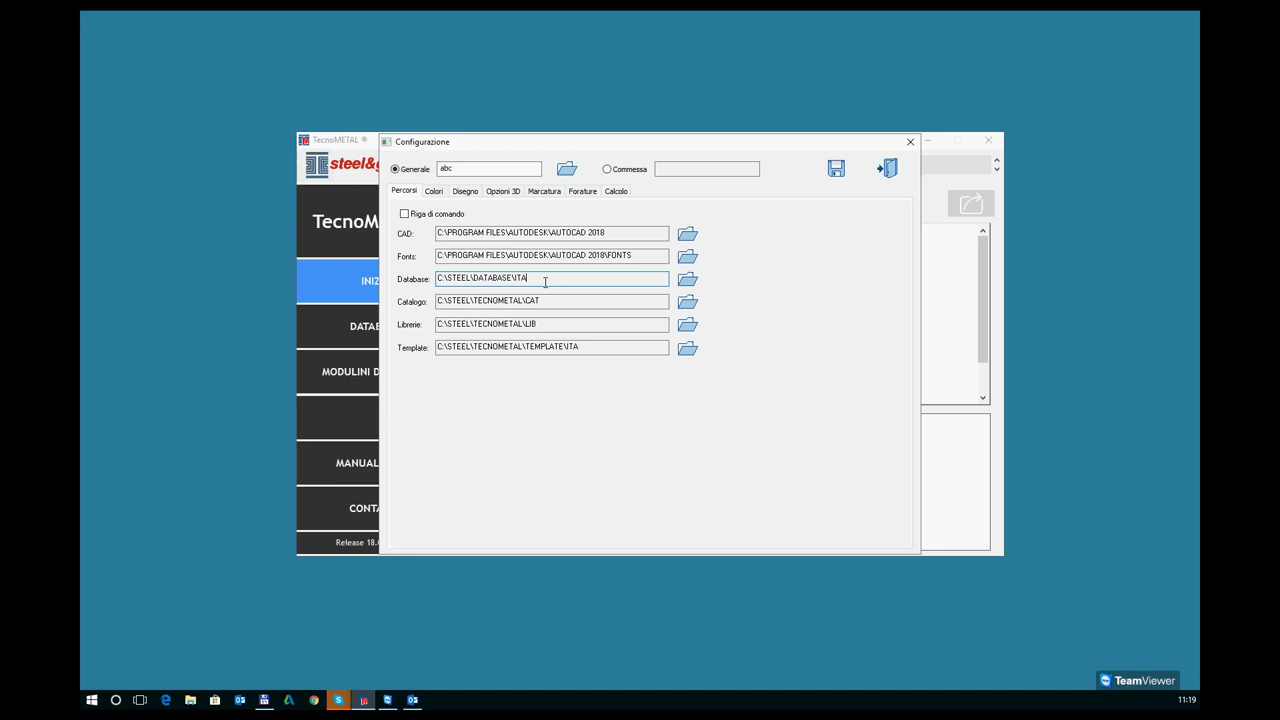 TecnoMETAL ®
Configurazione
steel&g
Generale
abc
Commessa
Percorsi
Colori
Disegno
Opzioni 3D
Marcatura
Forature
Calcolo
TecnoM
Riga di comando
CAD:
C:\PROGRAM FILES\AUTODESK\AUTOCAD 2018
Fonts:
C:\PROGRAM FILES\AUTODESK\AUTOCAD 2018\FONTS
INIZ
Database:
C:\STEEL\DATABASE\ITA
Catalogo:
C:\STEEL\TECNOMETAL\CAT
DATAB
Librerie:
C:\STEEL\TECNOMETAL\LIB
Template:
C:\STEEL\TECNOMETAL\TEMPLATE\ITA
MODULINI D
MANUAL
CONTA
Release 18.
TeamViewer
11:19